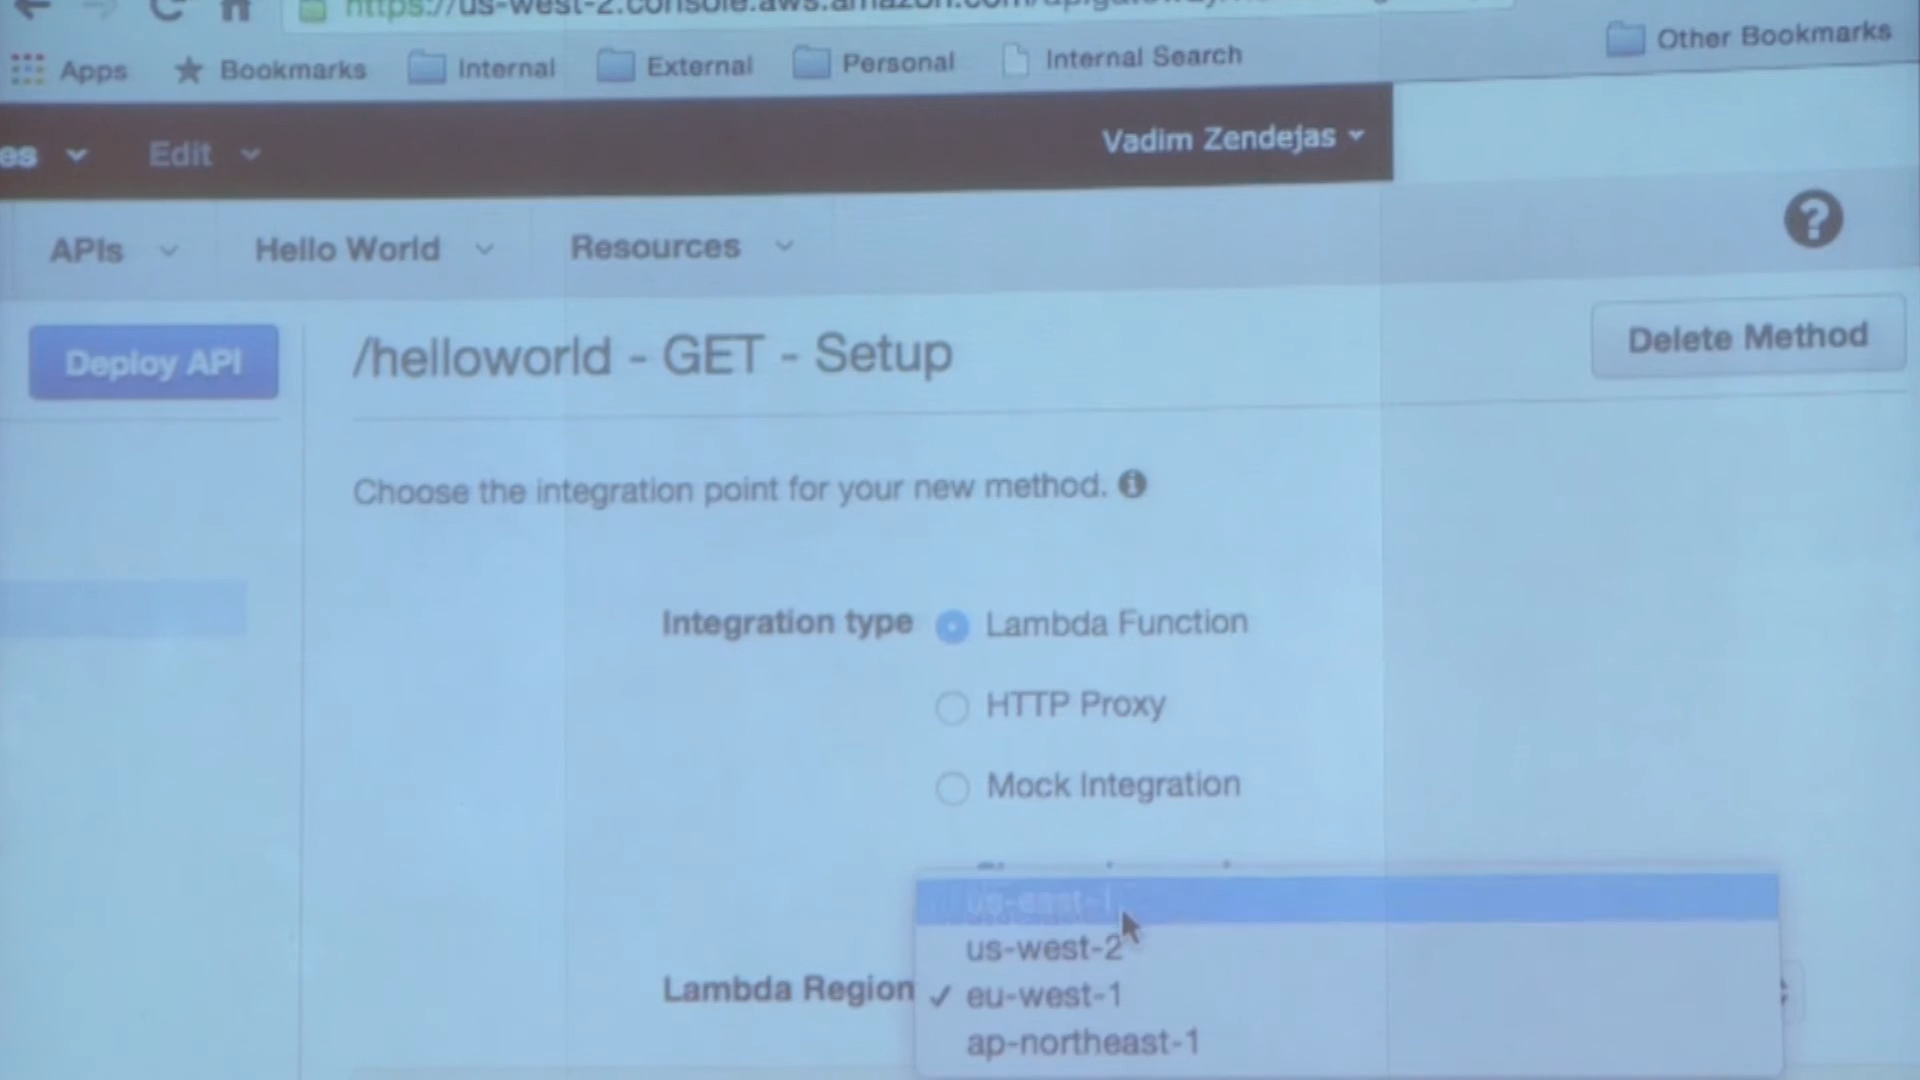 Apps Bookmarks Internal External Personal Internal Search Other Bookmarks
es Edit Vadim Zendejas
APIs Hello World Resources
Deploy API /helloworld - GET - Setup Delete Method
Choose the integration point for your new method.
Integration type Lambda Function
HTTP Proxy
Mock Integration
us-east-1
us-west-2
Lambda Region ✓ eu-west-1
ap-northeast-1